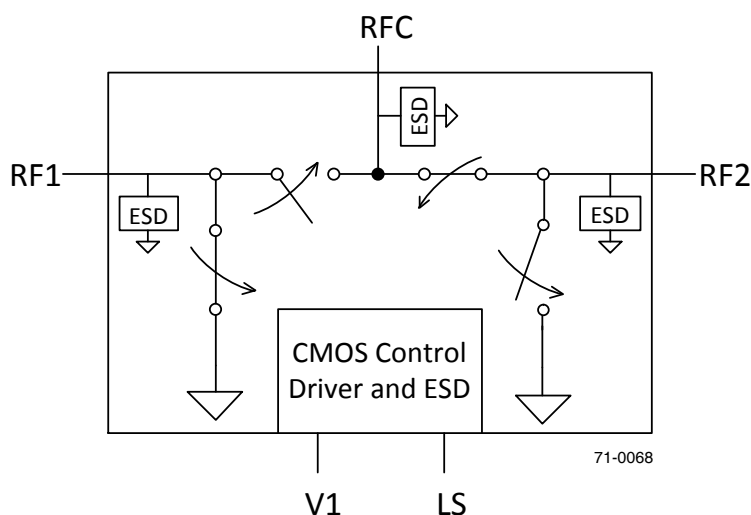 RFC
ESD
RF1
RF2
ESD
ESD
CMOS Control
Driver and ESD
71-0068
V1
LS